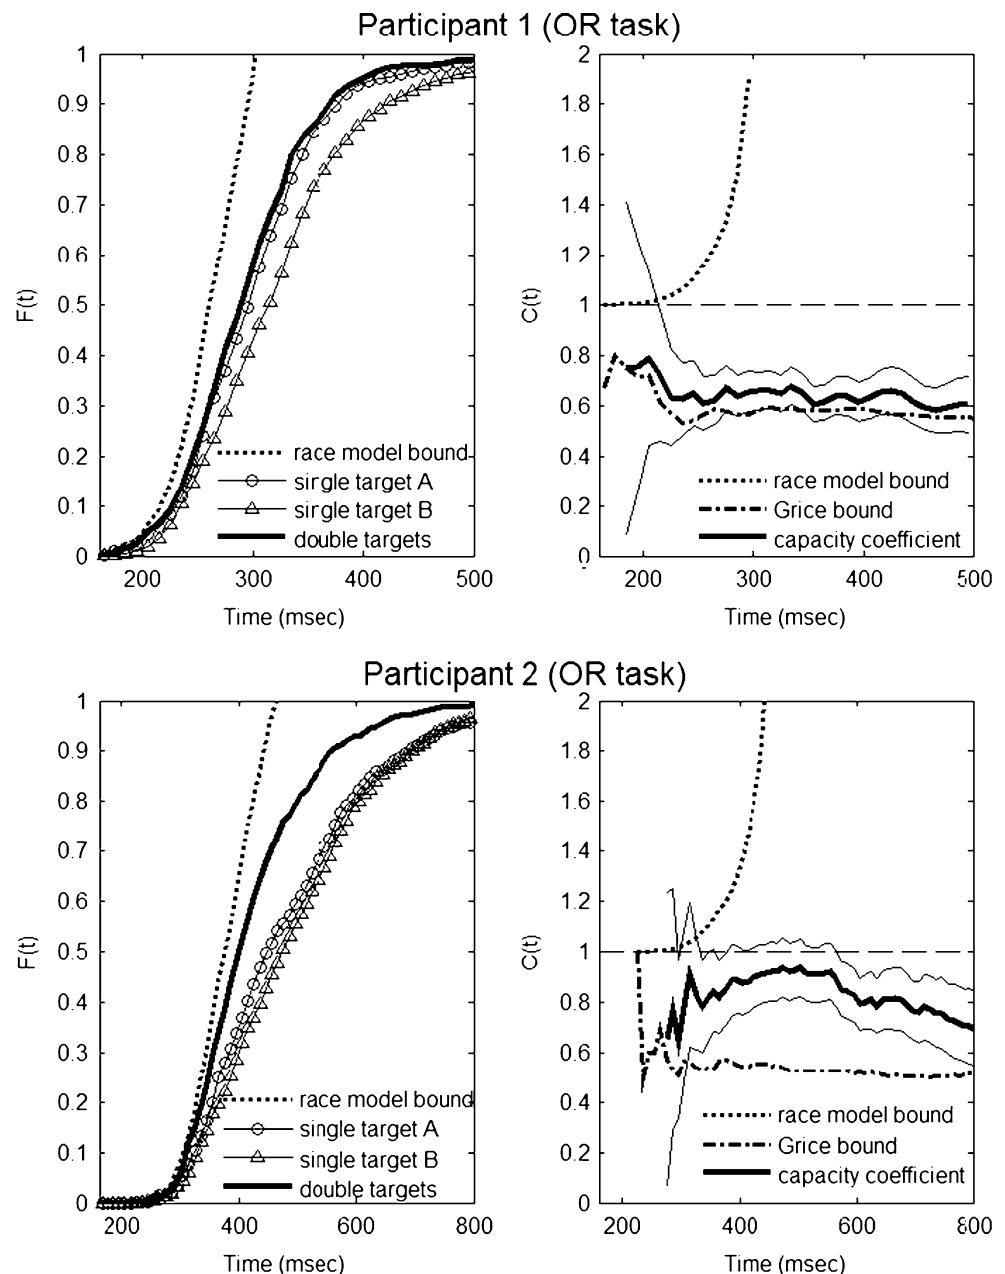 Participant 1 (OR task)
1
0.9
0.8
0.7
0.6
0.5
0.4
0.3
0.2
0.1
0
F(t)
race model bound
sirgle target A
sirgle target B
double targets
200
300
400
500
Time (msec)
2
1.8
1.6
1.4
1.2
1
0.8
0.6
0.4
0.2
0
C(t)
race model bound
Grice bound
capacity coefficient
200
300
400
500
Time (msec)
Participant 2 (OR task)
1
0.9
0.8
0.7
0.6
0.5
0.4
0.3
0.2
0.1
0
F(t)
race model bound
single target A
single target B
double targets
200
400
600
800
Time (msec)
2
1.8
1.6
1.4
1.2
1
0.8
0.6
0.4
0.2
0
C(t)
race model bound
Grice bound
capacity coefficient
200
400
600
800
Time (msec)